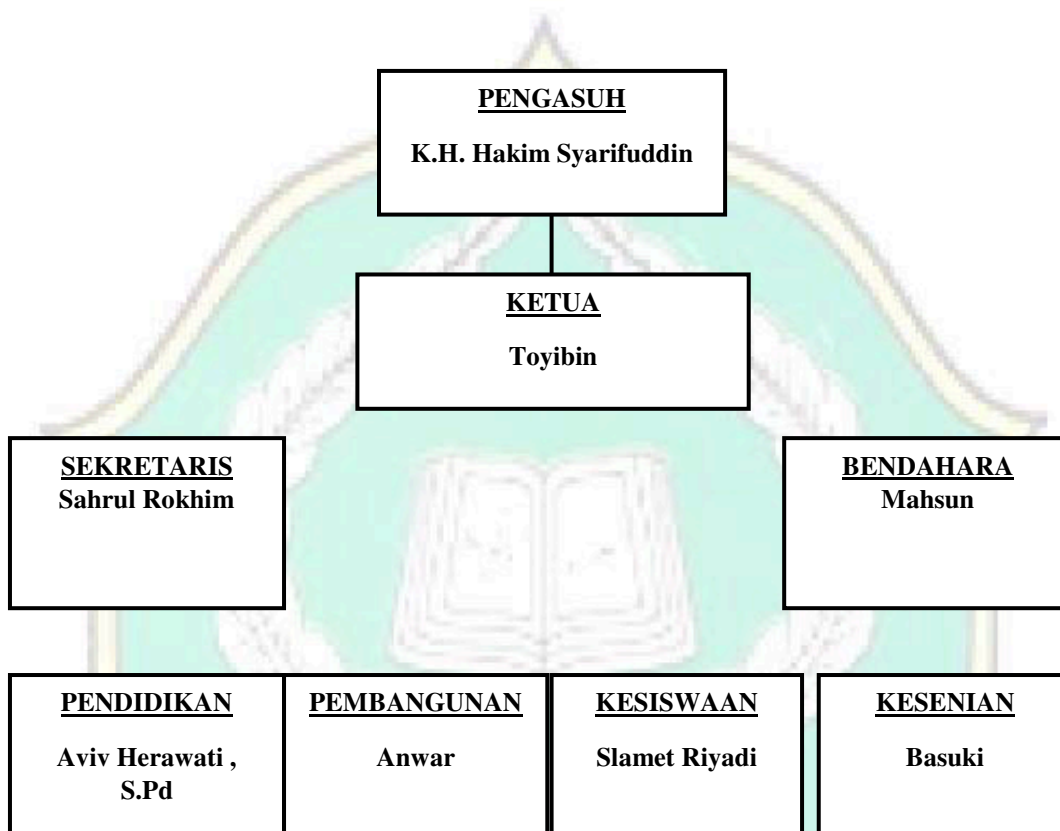 PENGASUH
K.H. Hakim Syarifuddin
KETUA
Toyibin
SEKRETARIS
Sahrul Rokhim
BENDAHARA
Mahsun
PENDIDIKAN
Aviv Herawati ,
S.Pd
PEMBANGUNAN
Anwar
KESISWAAN
Slamet Riyadi
KESENIAN
Basuki